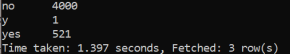 no 4000
y 1
yes 521
Time taken: 1.397 seconds, Fetched: 3 row(s)